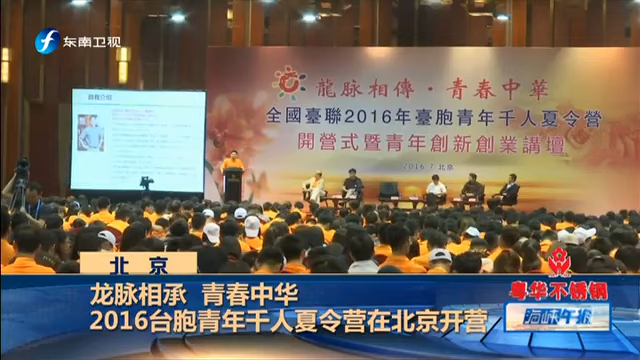 东南卫视
龍脉相傳·青春中華
全國臺聯2016年臺胞青年千人夏令營
開營式暨青年創新創業講壇
2016.7 北京
北京
龙脉相承 青春中华
2016台胞青年千人夏令营在北京开营
粤华不锈钢
海峡午报